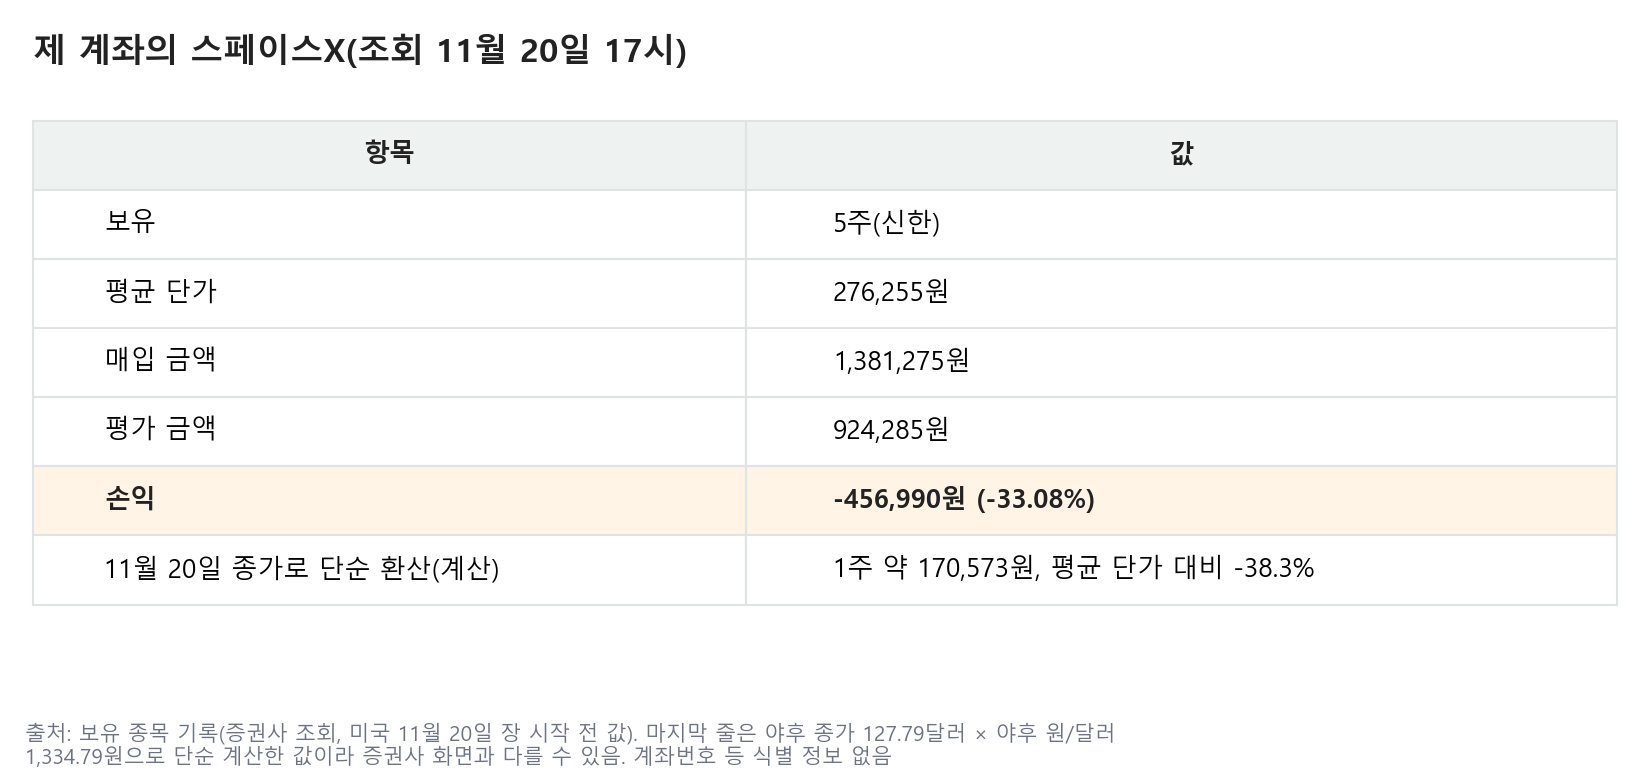 제 계좌의 스페이스X(조회 11월 20일 17시)
항목 값
보유 5주(신한)
평균 단가 276,255원
매입 금액 1,381,275원
평가 금액 924,285원
손익 -456,990원 (-33.08%)
11월 20일 종가로 단순 환산(계산) 1주 약 170,573원, 평균 단가 대비 -38.3%
출처: 보유 종목 기록(증권사 조회, 미국 11월 20일 장 시작 전 값). 마지막 줄은 야후 종가 127.79달러 × 야후 원/달러
1,334.79원으로 단순 계산한 값이라 증권사 화면과 다를 수 있음. 계좌번호 등 식별 정보 없음